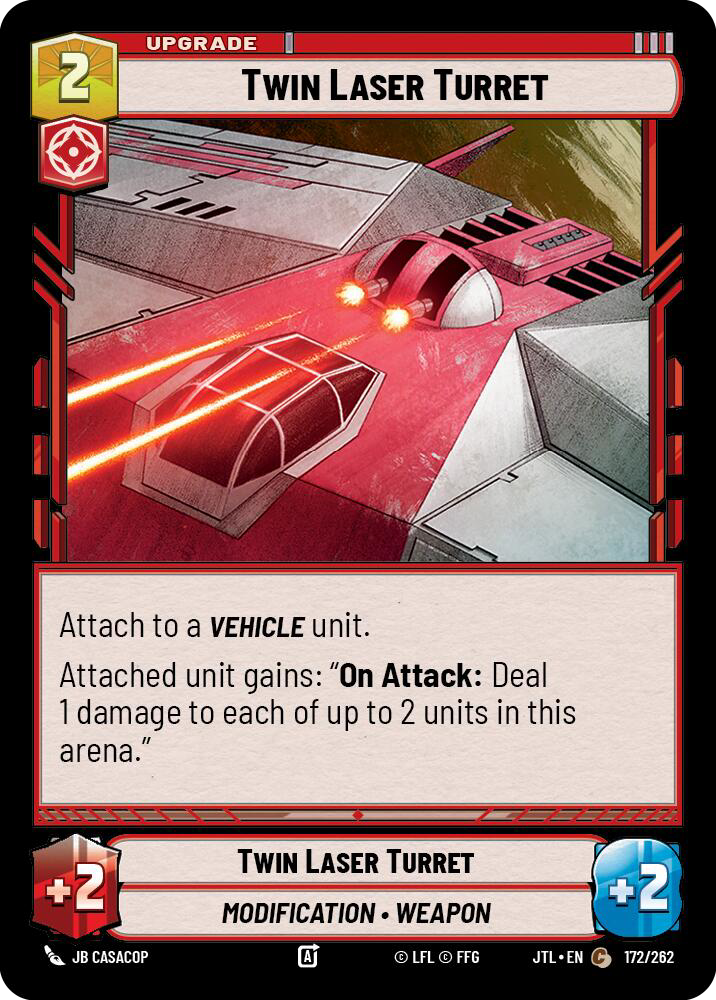 UPGRADE
2
TWIN LASER TURRET
Attach to a VEHICLE unit.
Attached unit gains: “On Attack: Deal
1 damage to each of up to 2 units in this
arena.”
+2
TWIN LASER TURRET
+2
MODIFICATION • WEAPON
JB CASACOP
A
© LFL © FFG
JTL • EN
C
172/262